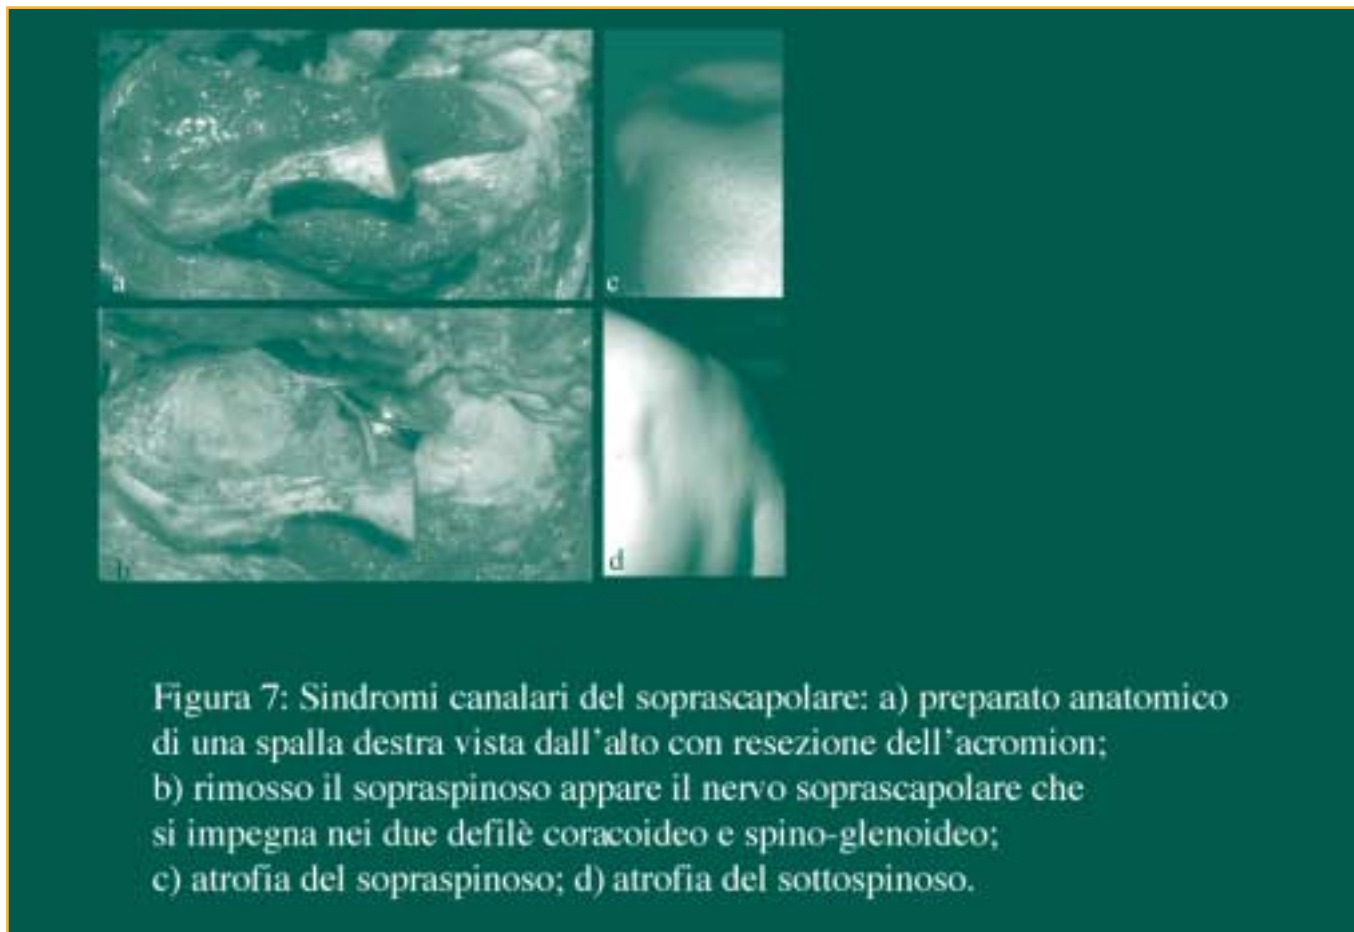 a
c
b
d
Figura 7: Sindromi canalari del soprascapolare: a) preparato anatomico
di una spalla destra vista dall'alto con resezione dell'acromion;
b) rimosso il sopraspinoso appare il nervo soprascapolare che
si impegna nei due defilè coracoideo e spino-glenoideo;
c) atrofia del sopraspinoso; d) atrofia del sottospinoso.